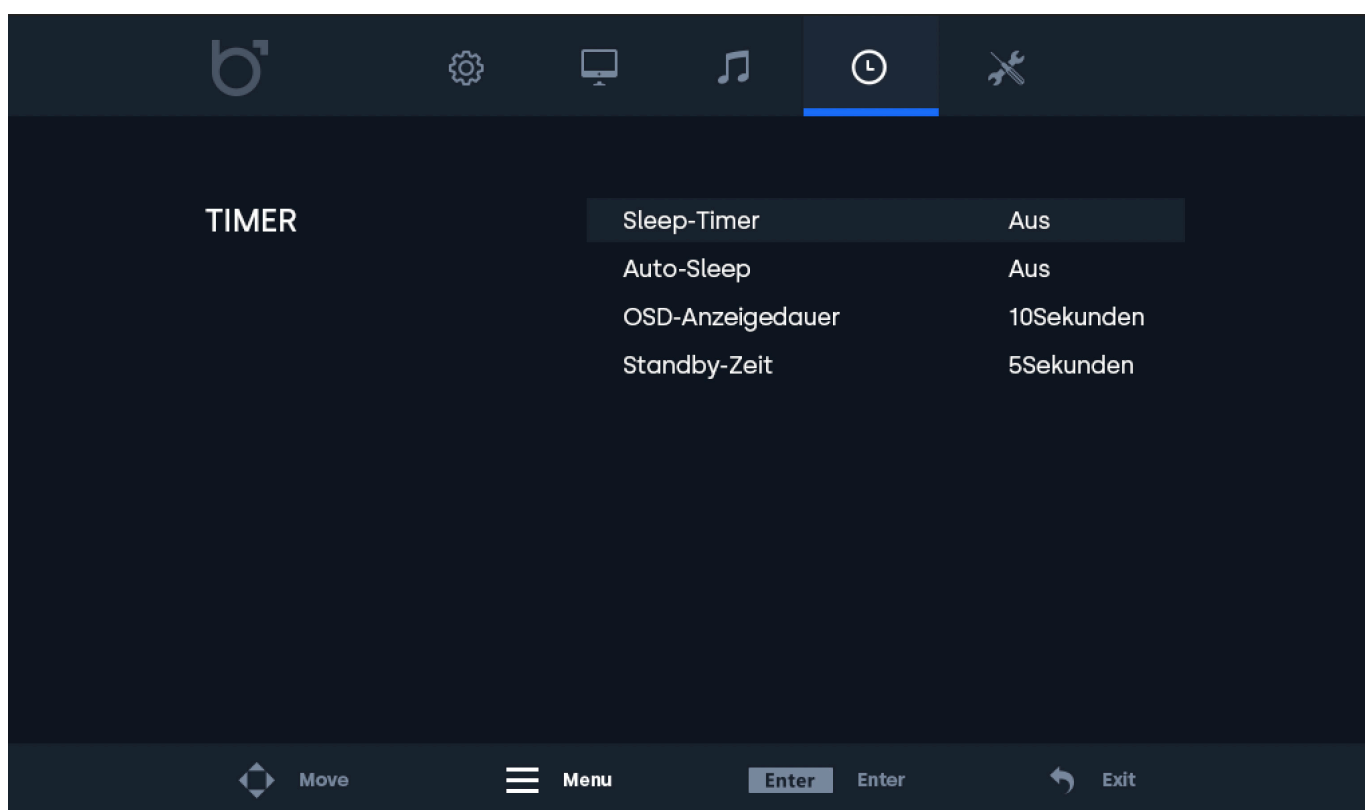 TIMER
Sleep-Timer Aus
Auto-Sleep Aus
OSD-Anzeigedauer 10Sekunden
Standby-Zeit 5Sekunden
Move Menu Enter Enter Exit